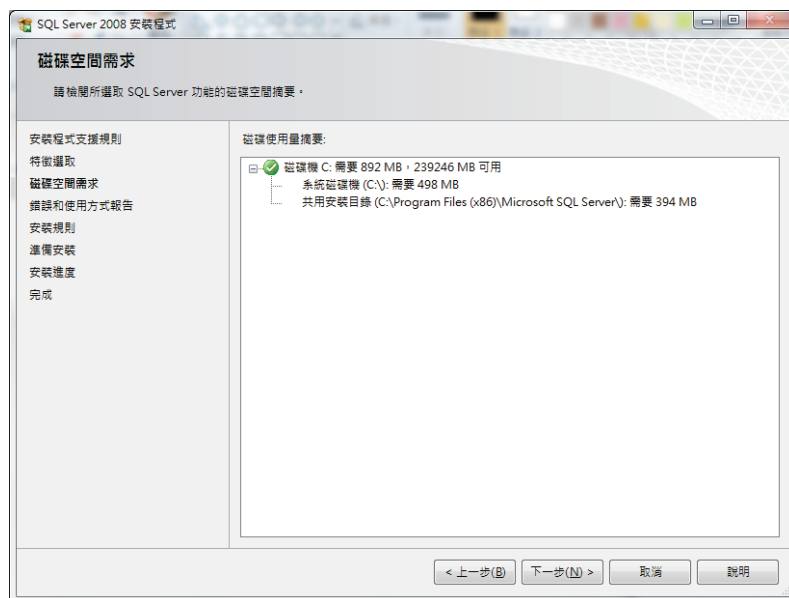 SQL Server 2008 安裝程式
磁碟空間需求
請檢閱所選取 SQL Server 功能的磁碟空間摘要。
安裝程式支援規則
特徵選取
磁碟空間需求
錯誤和使用方式報告
安裝規則
準備安裝
安裝進度
完成
磁碟使用量摘要:
磁碟機 C: 需要 892 MB，239246 MB 可用
系統磁碟機 (C:\): 需要 498 MB
共用安裝目錄 (C:\Program Files (x86)\Microsoft SQL Server\): 需要 394 MB
< 上一步(B)
下一步(N) >
取消
說明